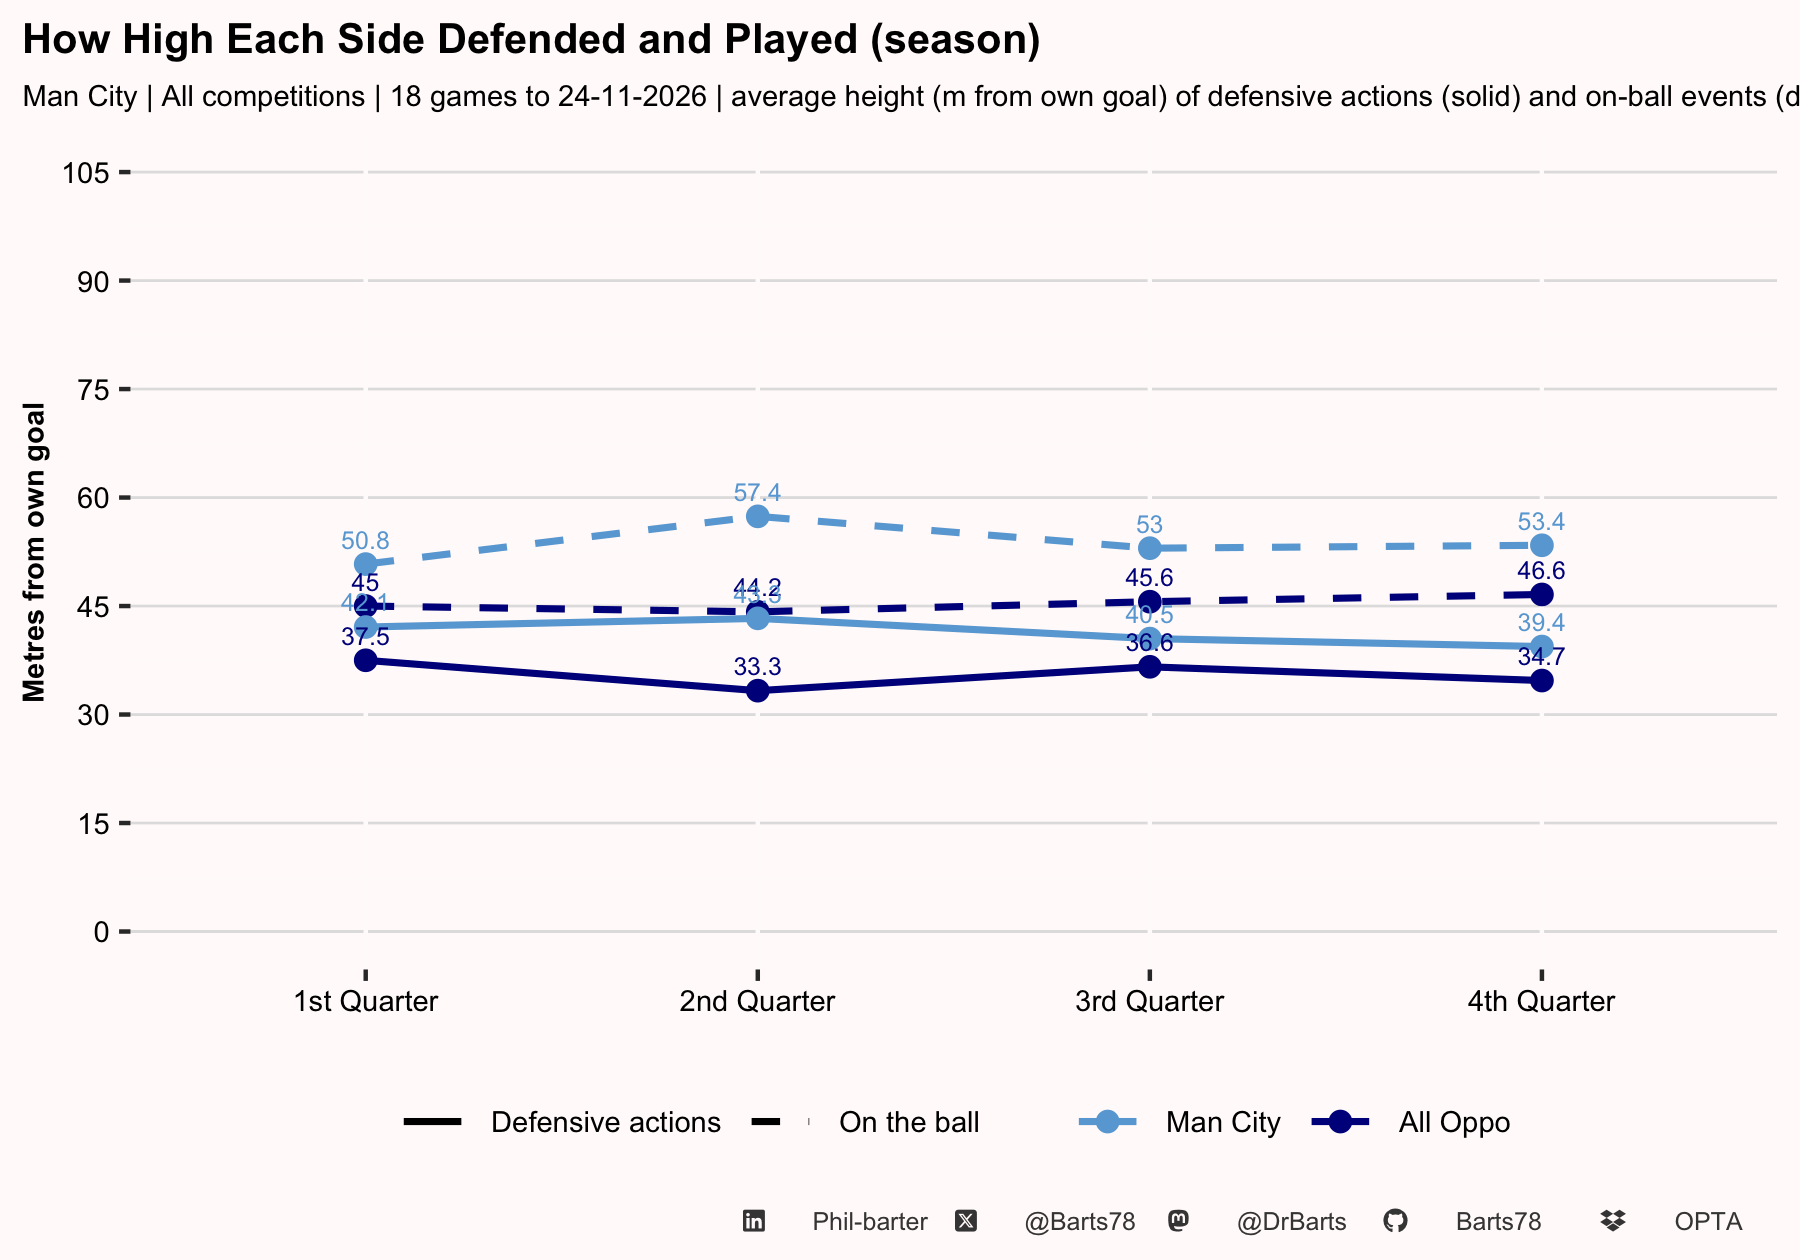 How High Each Side Defended and Played (season)
Man City | All competitions | 18 games to 24-11-2026 | average height (m from own goal) of defensive actions (solid) and on-ball events (d
Metres from own goal
105
90
75
60
45
30
15
0
50.8
57.4
53
53.4
45
44.2
45.6
46.6
42.1
43.3
40.5
39.4
37.5
33.3
36.6
34.7
1st Quarter
2nd Quarter
3rd Quarter
4th Quarter
Defensive actions
On the ball
Man City
All Oppo
Phil-barter
@Barts78
@DrBarts
Barts78
OPTA